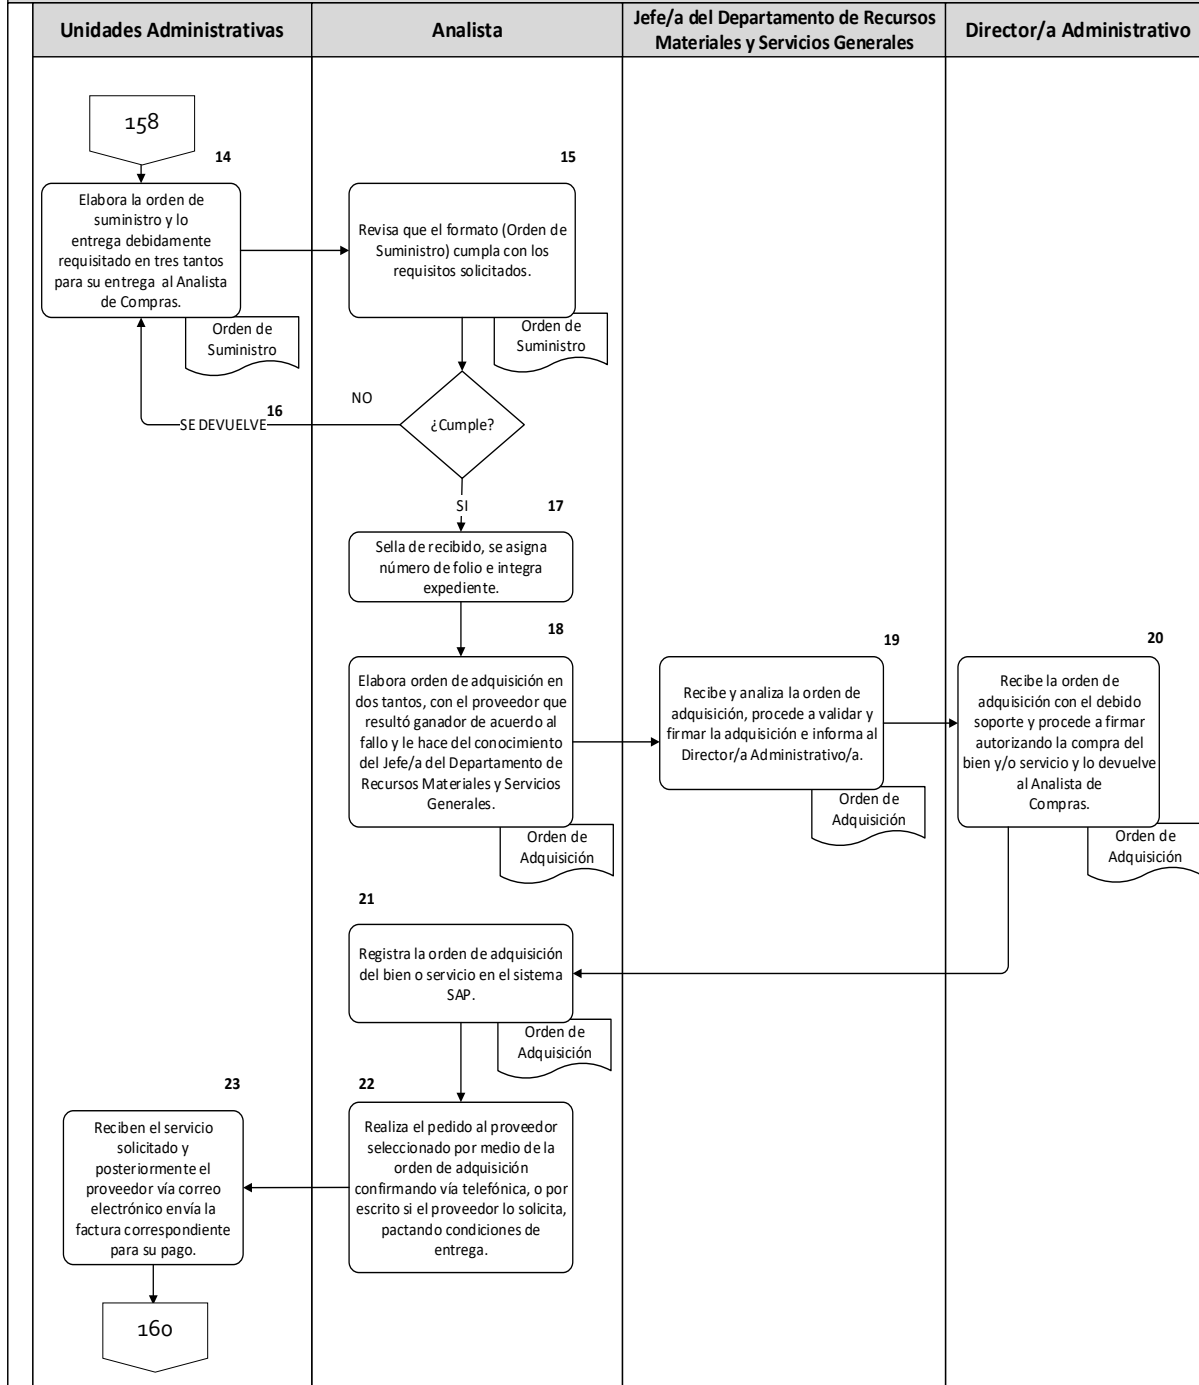 Unidades Administrativas
Analista
Jefe/a del Departamento de Recursos
Materiales y Servicios Generales
Director/a Administrativo
158
14
Elabora la orden de
suministro y lo
entrega debidamente
requisitado en tres tantos
para su entrega al Analista
de Compras.
Orden de
Suministro
15
Revisa que el formato (Orden de
Suministro) cumpla con los
requisitos solicitados.
Orden de
Suministro
¿Cumple?
NO
16
SE DEVUELVE
SI
17
Sella de recibido, se asigna
número de folio e integra
expediente.
18
Elabora orden de adquisición en
dos tantos, con el proveedor que
resultó ganador de acuerdo al
fallo y le hace del conocimiento
del Jefe/a del Departamento de
Recursos Materiales y Servicios
Generales.
Orden de
Adquisición
19
Recibe y analiza la orden de
adquisición, procede a validar y
firmar la adquisición e informa al
Director/a Administrativo/a.
Orden de
Adquisición
20
Recibe la orden de
adquisición con el debido
soporte y procede a firmar
autorizando la compra del
bien y/o servicio y lo devuelve
al Analista de
Compras.
Orden de
Adquisición
21
Registra la orden de adquisición
del bien o servicio en el sistema
SAP.
Orden de
Adquisición
22
Realiza el pedido al proveedor
seleccionado por medio de la
orden de adquisición
confirmando vía telefónica, o por
escrito si el proveedor lo solicita,
pactando condiciones de
entrega.
23
Reciben el servicio
solicitado y
posteriormente el
proveedor vía correo
electrónico envía la
factura correspondiente
para su pago.
160